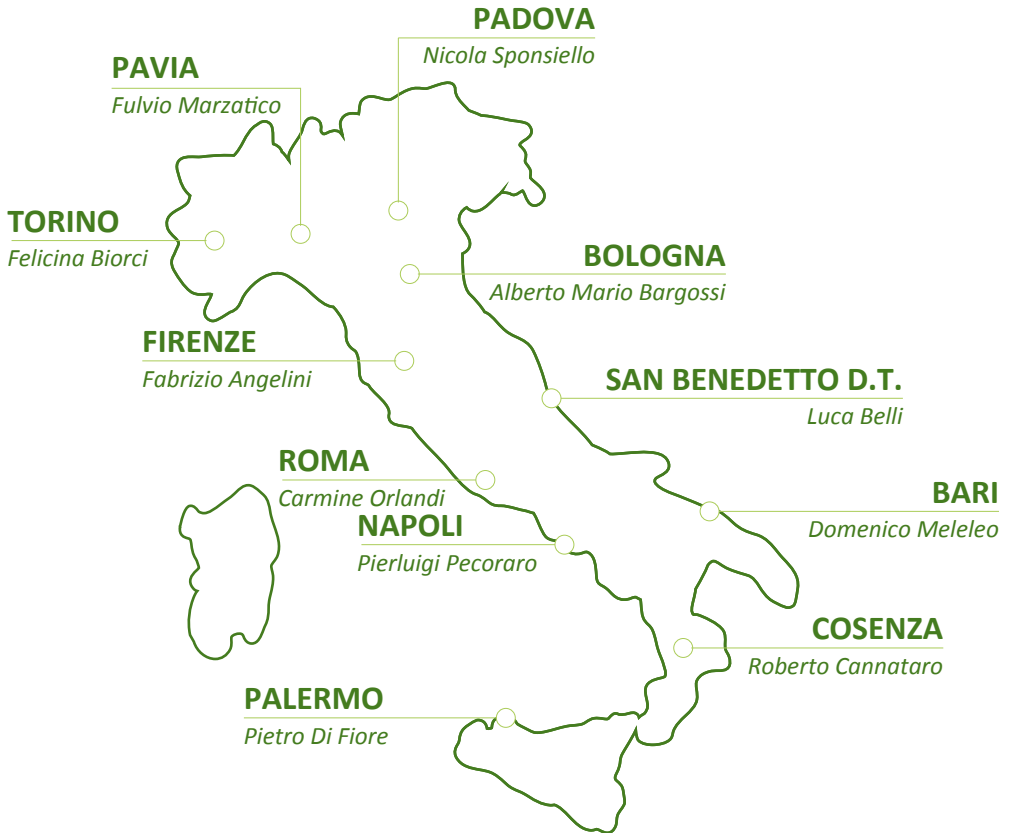 PADOVA
Nicola Sponsiello
PAVIA
Fulvio Marzatico
TORINO
Felicina Biorci
BOLOGNA
Alberto Mario Bargossi
FIRENZE
Fabrizio Angelini
SAN BENEDETTO D.T.
Luca Belli
ROMA
Carmine Orlandi
BARI
Domenico Meleleo
NAPOLI
Pierluigi Pecoraro
COSENZA
Roberto Cannataro
PALERMO
Pietro Di Fiore